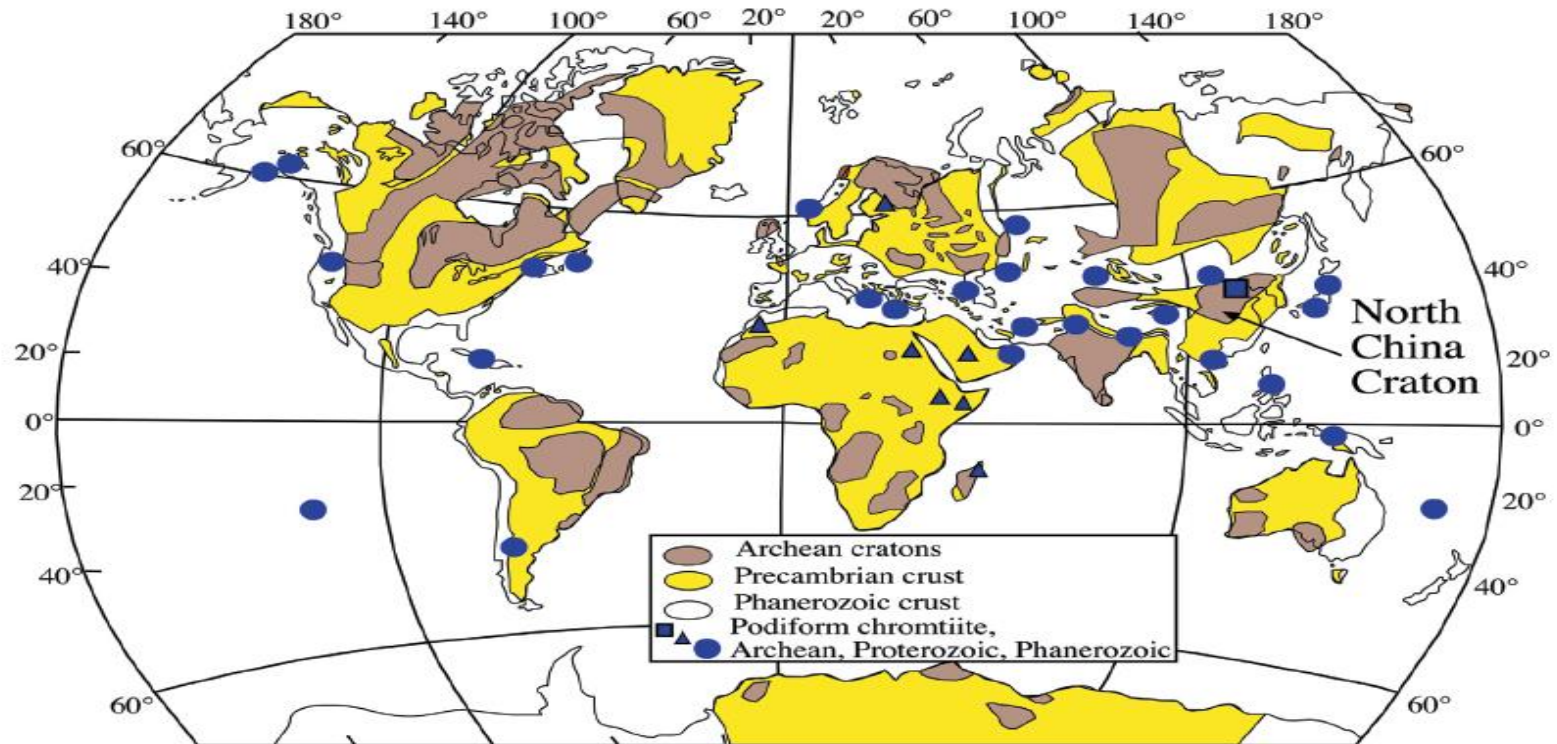 180° 140° 100° 60° 20° 20° 60° 100° 140° 180°
60° 60°
40° 40°
North
China
Craton
20° 20°
0° 0°
20° 20°
40° 40°
Archean cratons
Precambrian crust
Phanerozoic crust
Podiform chromtiite,
Archean, Proterozoic, Phanerozoic
60° 60°